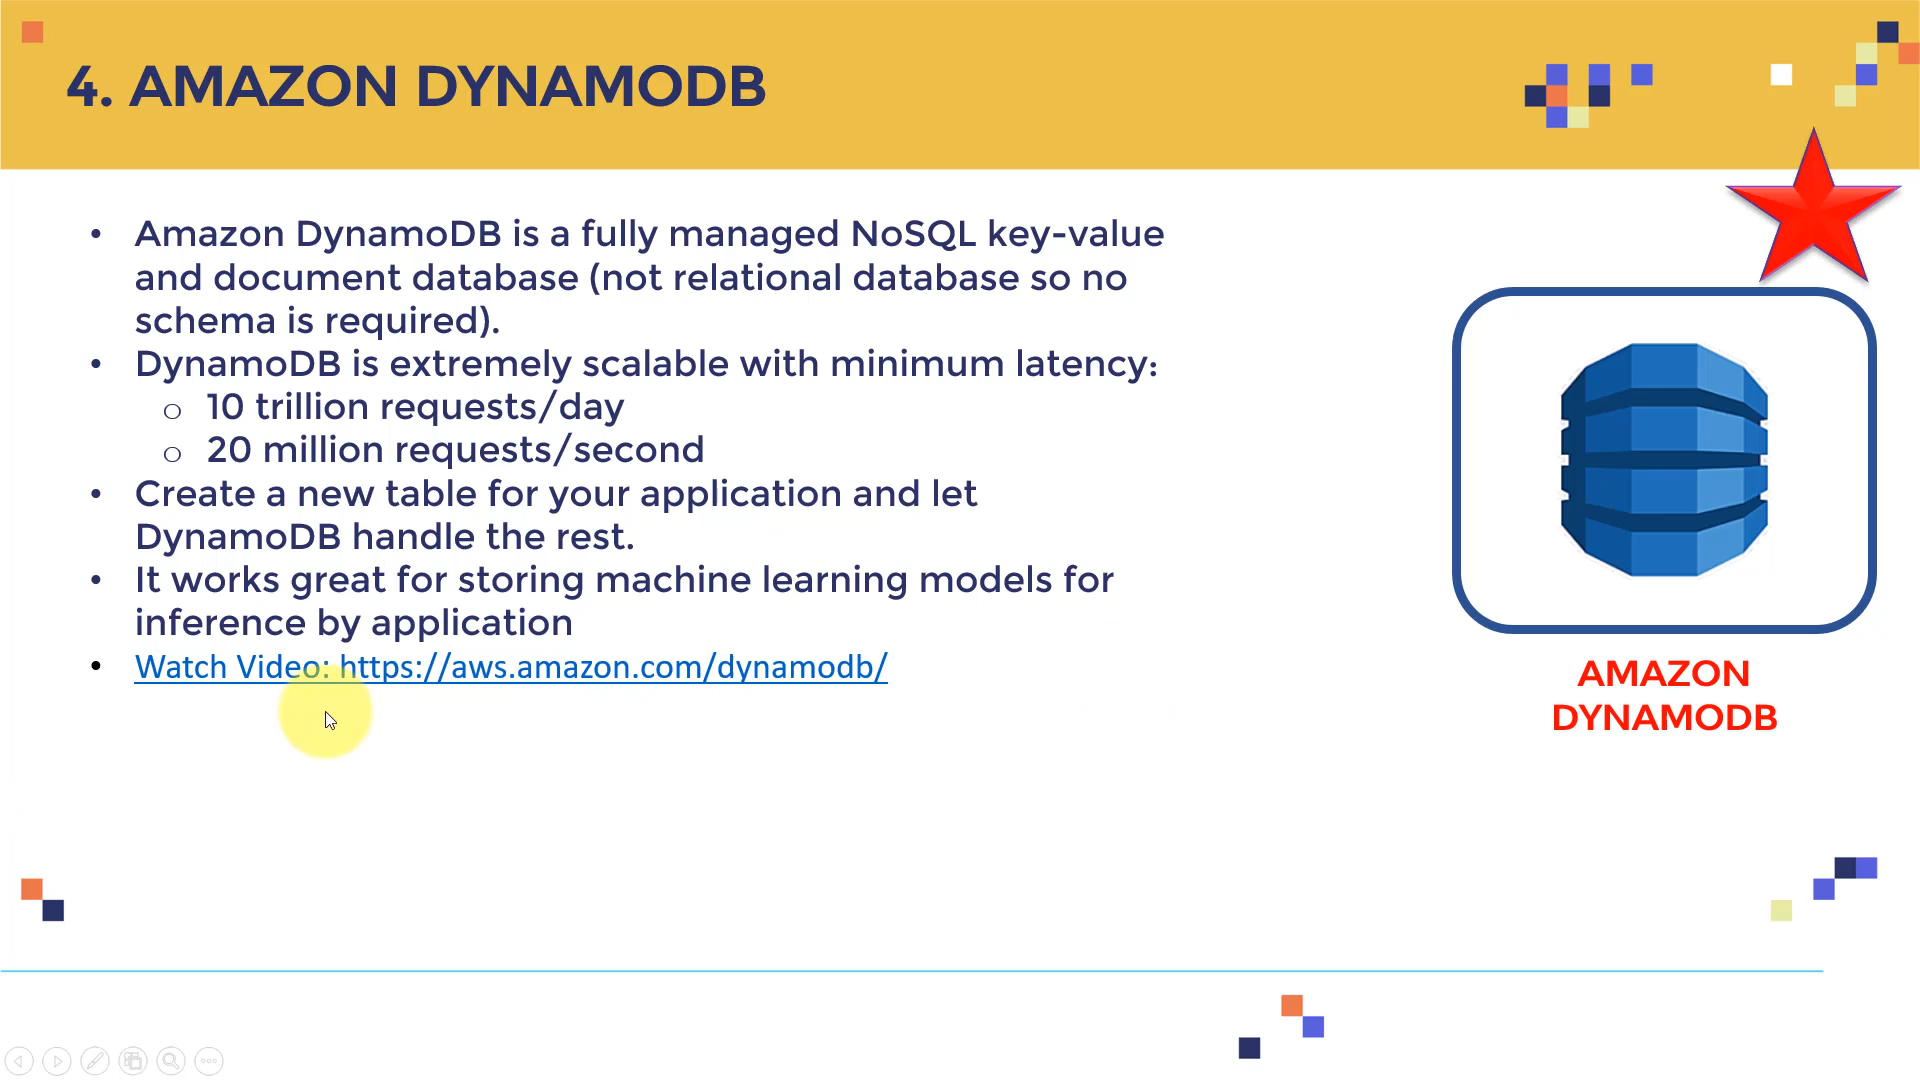 4. AMAZON DYNAMODB
• Amazon DynamoDB is a fully managed NoSQL key-value
and document database (not relational database so no
schema is required).
• DynamoDB is extremely scalable with minimum latency:
o 10 trillion requests/day
o 20 million requests/second
• Create a new table for your application and let
DynamoDB handle the rest.
• It works great for storing machine learning models for
inference by application
• Watch Video: https://aws.amazon.com/dynamodb/
AMAZON
DYNAMODB